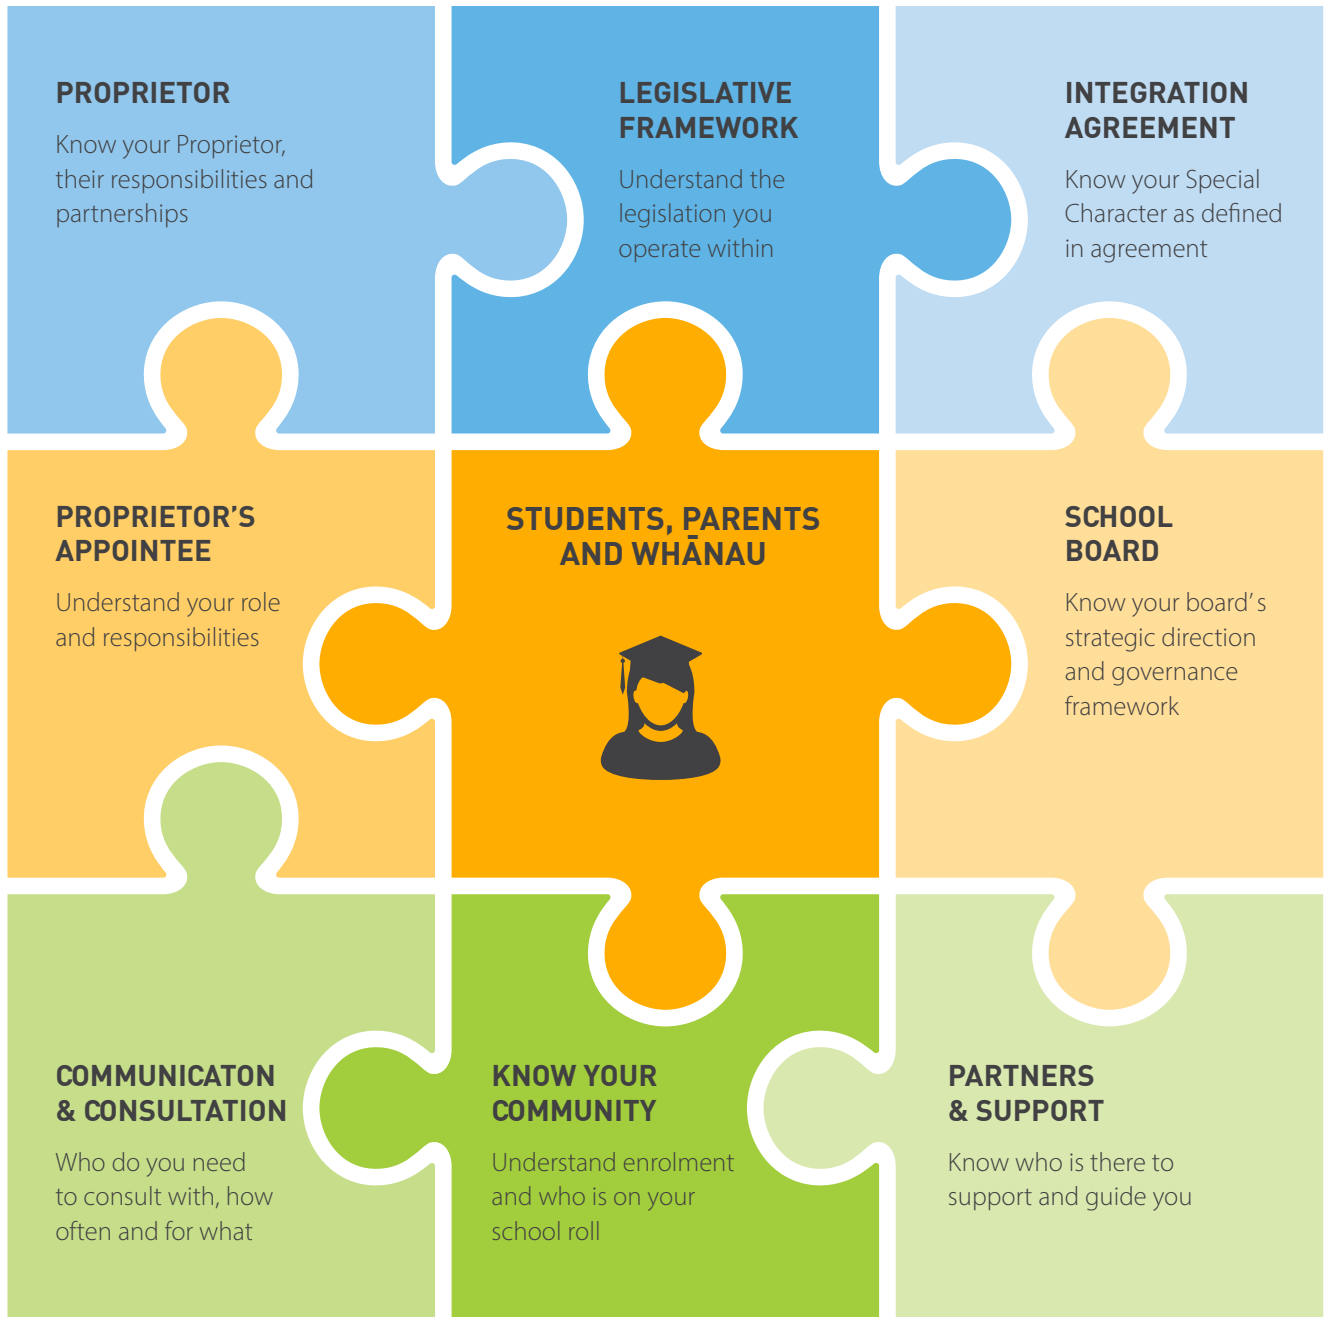 PROPRIETOR
Know your Proprietor,
their responsibilities and
partnerships
LEGISLATIVE
FRAMEWORK
Understand the
legislation you
operate within
INTEGRATION
AGREEMENT
Know your Special
Character as defined
in agreement
PROPRIETOR’S
APPOINTEE
Understand your role
and responsibilities
STUDENTS, PARENTS
AND WHĀNAU
SCHOOL
BOARD
Know your board’s
strategic direction
and governance
framework
COMMUNICATON
& CONSULTATION
Who do you need
to consult with, how
often and for what
KNOW YOUR
COMMUNITY
Understand enrolment
and who is on your
school roll
PARTNERS
& SUPPORT
Know who is there to
support and guide you